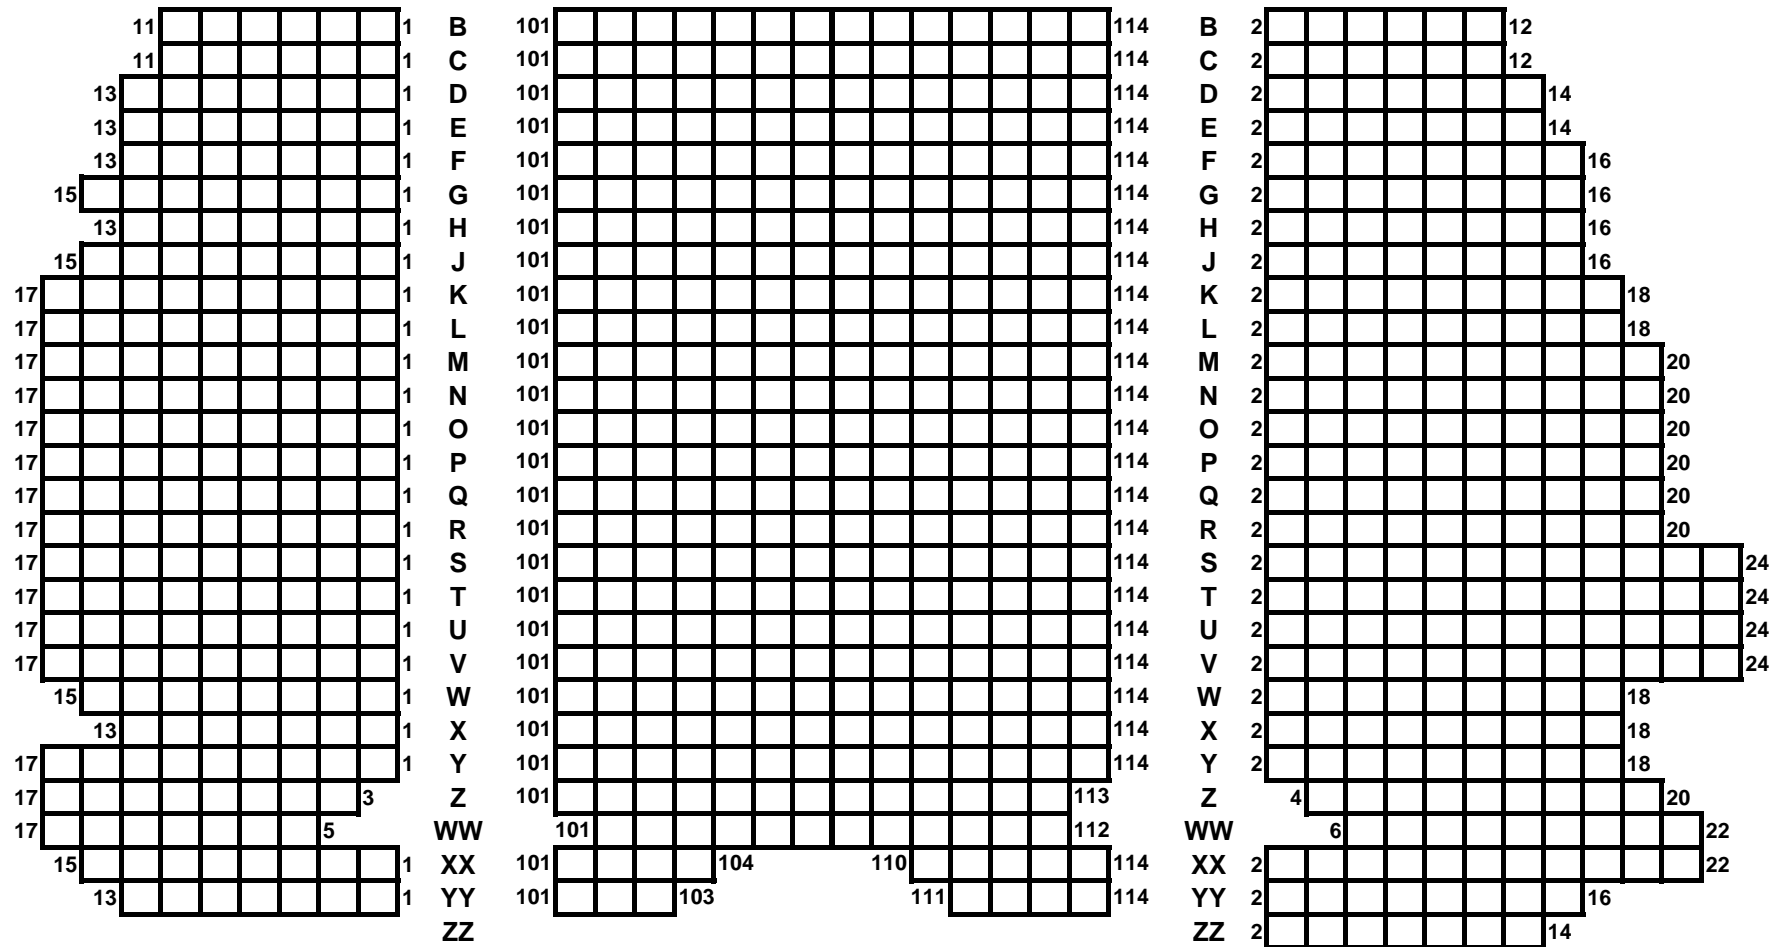 11 1 B 101 114 B 2 12
11 1 C 101 114 C 2 12
13 1 D 101 114 D 2 14
13 1 E 101 114 E 2 14
13 1 F 101 114 F 2 16
15 1 G 101 114 G 2 16
13 1 H 101 114 H 2 16
15 1 J 101 114 J 2 16
17 1 K 101 114 K 2 18
17 1 L 101 114 L 2 18
17 1 M 101 114 M 2 20
17 1 N 101 114 N 2 20
17 1 O 101 114 O 2 20
17 1 P 101 114 P 2 20
17 1 Q 101 114 Q 2 20
17 1 R 101 114 R 2 20
17 1 S 101 114 S 2 24
17 1 T 101 114 T 2 24
17 1 U 101 114 U 2 24
17 1 V 101 114 V 2 24
15 1 W 101 114 W 2 18
13 1 X 101 114 X 2 18
17 1 Y 101 114 Y 2 18
17 3 Z 101 113 Z 4 20
17 5 WW 101 112 WW 6 22
15 1 XX 101 104 110 114 XX 2 22
13 1 YY 101 103 111 114 YY 2 16
ZZ ZZ 2 14